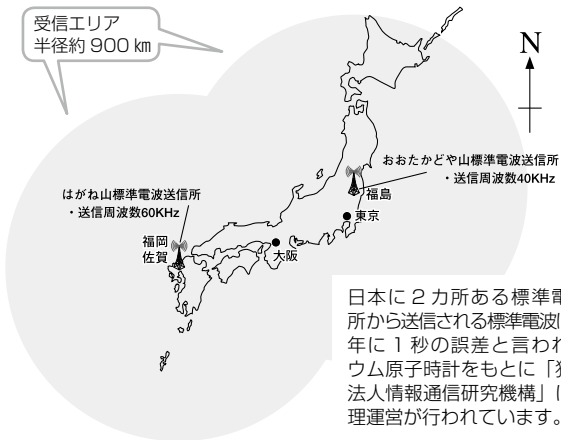 受信エリア
半径約 900 ㎞
N
おおたかどや山標準電波送信所
・送信周波数40KHz
福島
東京
はがね山標準電波送信所
・送信周波数60KHz
福岡
佐賀
大阪
日本に 2 カ所ある標準電
所から送信される標準電波
年に 1 秒の誤差と言われ
ウム原子時計をもとに「
法人情報通信研究機構」
理運営が行われています。